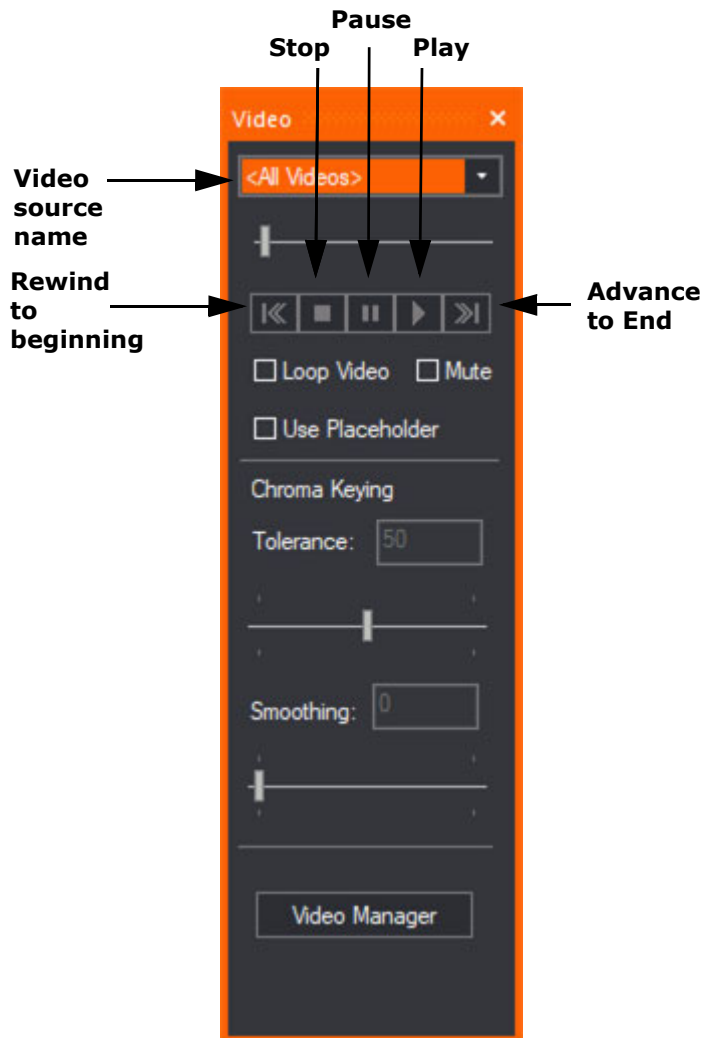 Pause
Stop Play
Video ×
Video
source
name
<All Videos>
Rewind
to
beginning
Advance
to End
Loop Video Mute
Use Placeholder
Chroma Keying
Tolerance: 50
Smoothing: 0
Video Manager